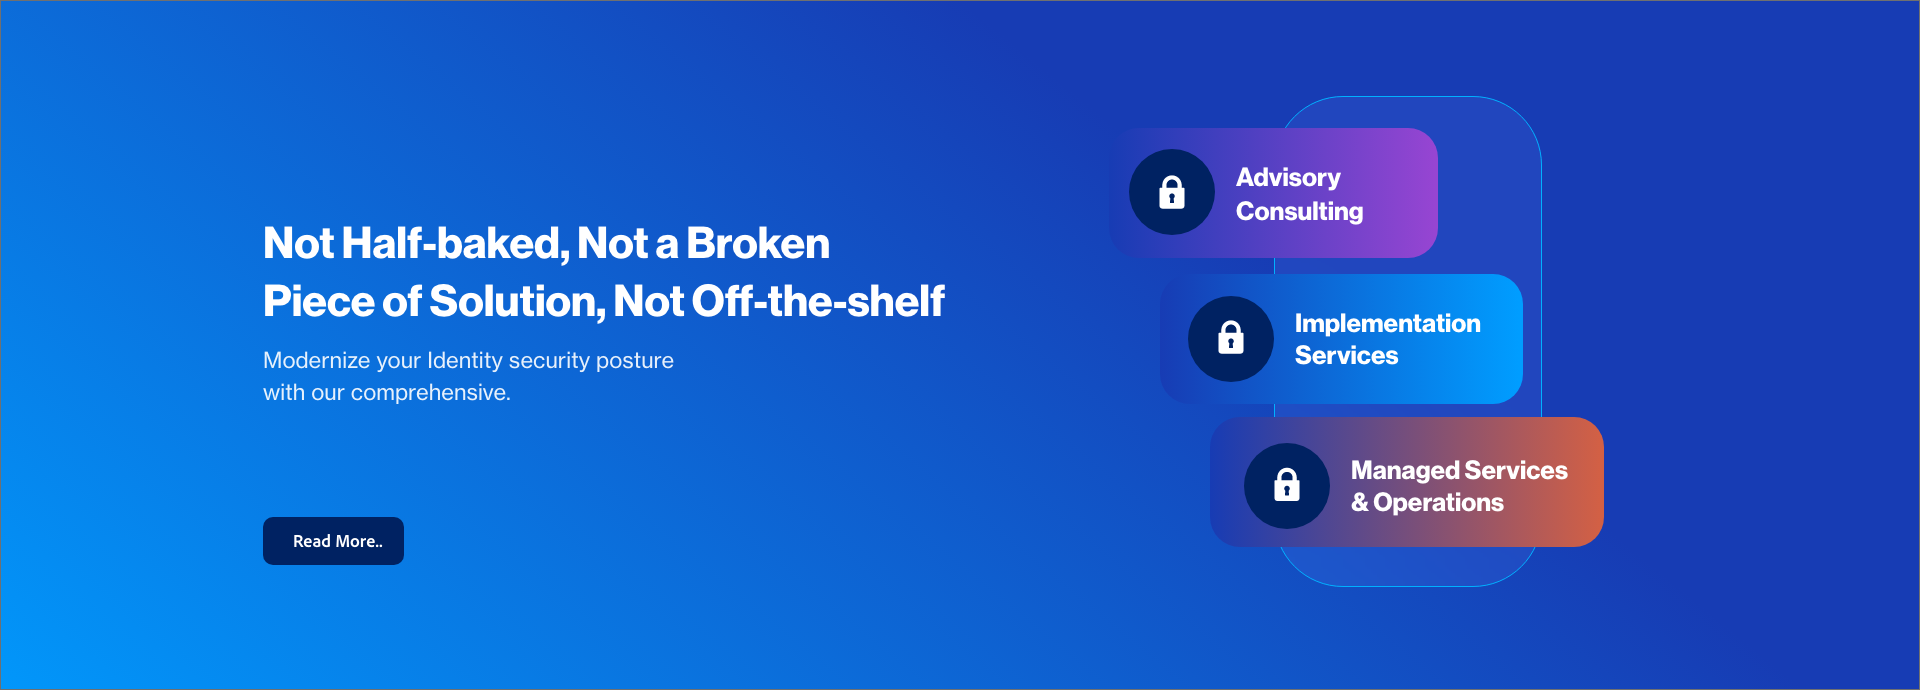 Not Half-baked, Not a Broken
Piece of Solution, Not Off-the-shelf
Modernize your Identity security posture
with our comprehensive.
Read More..
Advisory
Consulting
Implementation
Services
Managed Services
& Operations